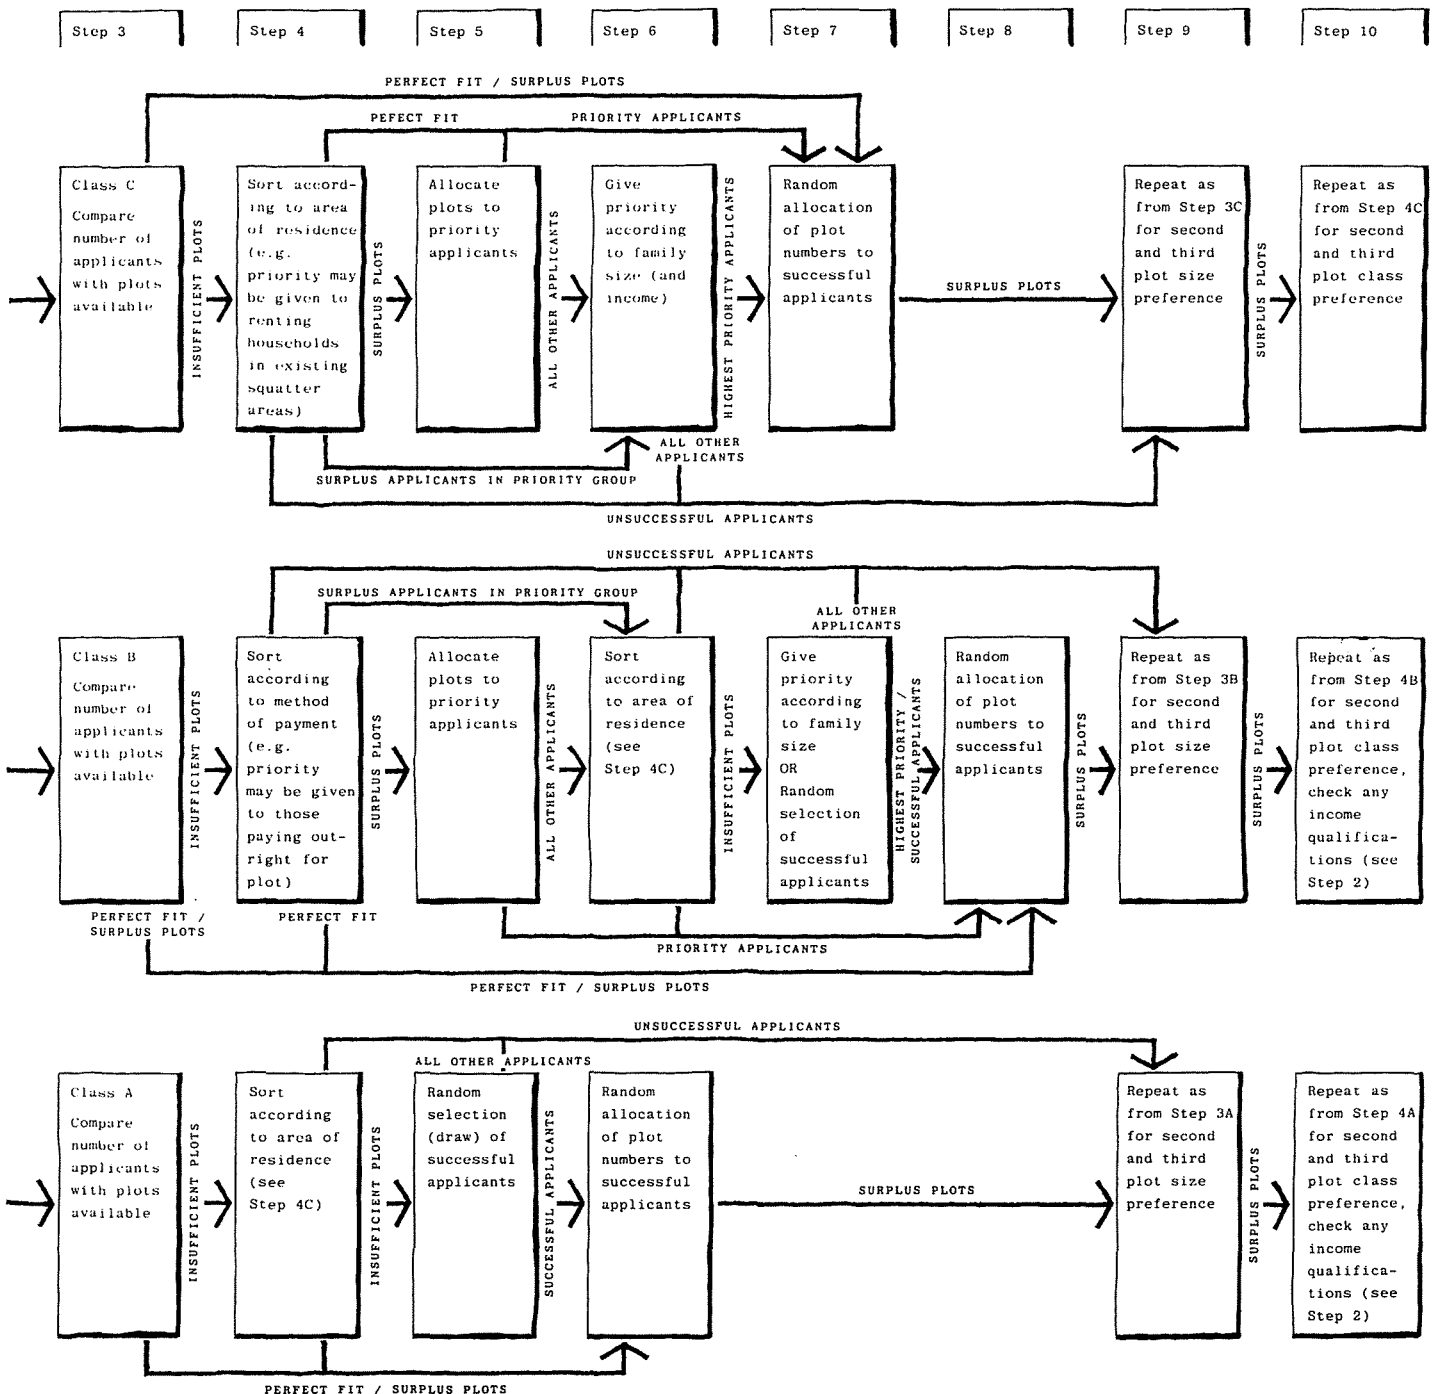 Step 3
Step 4
Step 5
Step 6
Step 7
Step 8
Step 9
Step 10
PERFECT FIT / SURPLUS PLOTS
PEFECT FIT
PRIORITY APPLICANTS
Class C
Compare
number of
applicants
with plots
available
INSUFFICIENT PLOTS
Sort accord-
ing to area
of residence
(e.g.
priority may
be given to
renting
households
in existing
squatter
areas)
SURPLUS PLOTS
Allocate
plots to
priority
applicants
ALL OTHER APPLICANTS
Give
priority
according
to family
size (and
income)
HIGHEST PRIORITY APPLICANTS
Random
allocation
of plot
numbers to
successful
applicants
SURPLUS PLOTS
Repeat as
from Step 3C
for second
and third
plot size
preference
SURPLUS PLOTS
Repeat as
from Step 4C
for second
and third
plot class
preference
ALL OTHER
APPLICANTS
SURPLUS APPLICANTS IN PRIORITY GROUP
UNSUCCESSFUL APPLICANTS
UNSUCCESSFUL APPLICANTS
SURPLUS APPLICANTS IN PRIORITY GROUP
ALL OTHER
APPLICANTS
Class B
Compare
number of
applicants
with plots
available
INSUFFICIENT PLOTS
Sort
according
to method
of payment
(e.g.
priority
may be given
to those
paying out-
right for
plot)
SURPLUS PLOTS
Allocate
plots to
priority
applicants
ALL OTHER APPLICANTS
Sort
according
to area of
residence
(see
Step 4C)
INSUFFICIENT PLOTS
Give
priority
according
to family
size
OR
Random
selection
of
successful
applicants
HIGHEST PRIORITY /
SUCCESSFUL APPLICANTS
Random
allocation
of plot
numbers to
successful
applicants
SURPLUS PLOTS
Repeat as
from Step 3B
for second
and third
plot size
preference
SURPLUS PLOTS
Repeat as
from Step 4B
for second
and third
plot class
preference,
check any
income
qualifica-
tions (see
Step 2)
PERFECT FIT /
SURPLUS PLOTS
PERFECT FIT
PRIORITY APPLICANTS
PERFECT FIT / SURPLUS PLOTS
UNSUCCESSFUL APPLICANTS
ALL OTHER APPLICANTS
Class A
Compare
number of
applicants
with plots
available
INSUFFICIENT PLOTS
Sort
according
to area of
residence
(see
Step 4C)
INSUFFICIENT PLOTS
Random
selection
(draw) of
successful
applicants
SUCCESSFUL APPLICANTS
Random
allocation
of plot
numbers to
successful
applicants
SURPLUS PLOTS
Repeat as
from Step 3A
for second
and third
plot size
preference
SURPLUS PLOTS
Repeat as
from Step 4A
for second
and third
plot class
preference,
check any
income
qualifica-
tions (see
Step 2)
PERFECT FIT / SURPLUS PLOTS